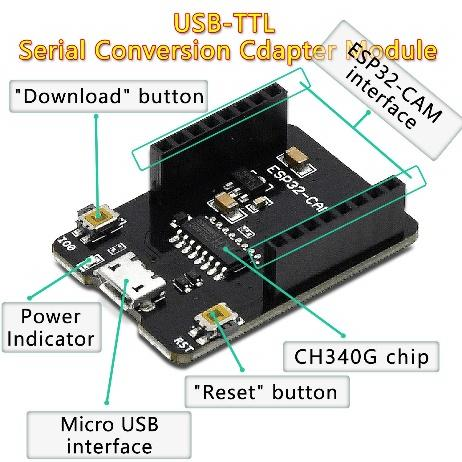 USB-TTL
Serial Conversion Cdapter Module
ESP32-CAM
interface
"Download" button
ESP32-CAM
IO0
Power
Indicator
RST
CH340G chip
"Reset" button
Micro USB
interface